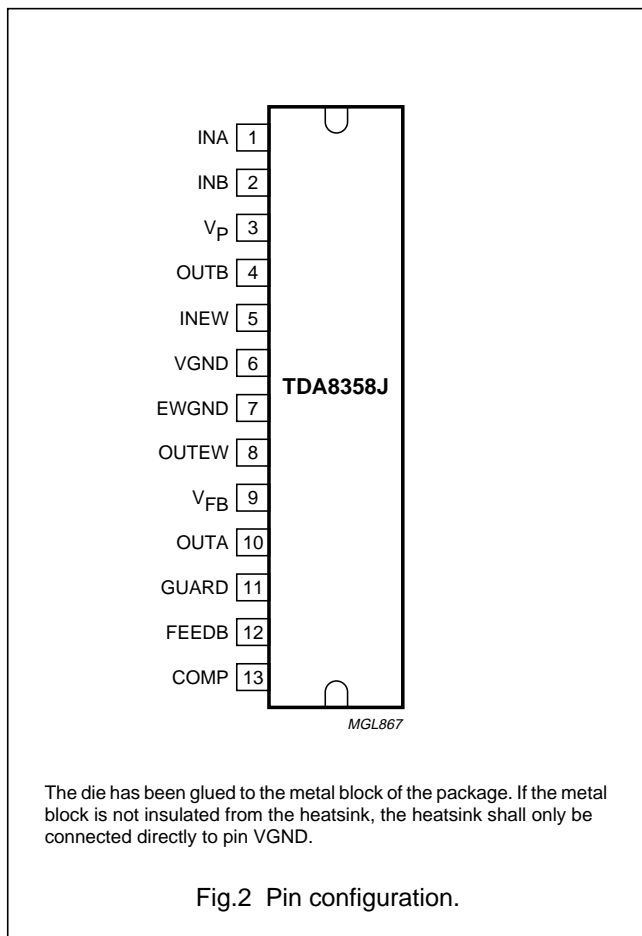 INA 1
INB 2
VP 3
OUTB 4
INEW 5
VGND 6
TDA8358J
EWGND 7
OUTEW 8
VFB 9
OUTA 10
GUARD 11
FEEDB 12
COMP 13
MGL867
The die has been glued to the metal block of the package. If the metal
block is not insulated from the heatsink, the heatsink shall only be
connected directly to pin VGND.
Fig.2 Pin configuration.